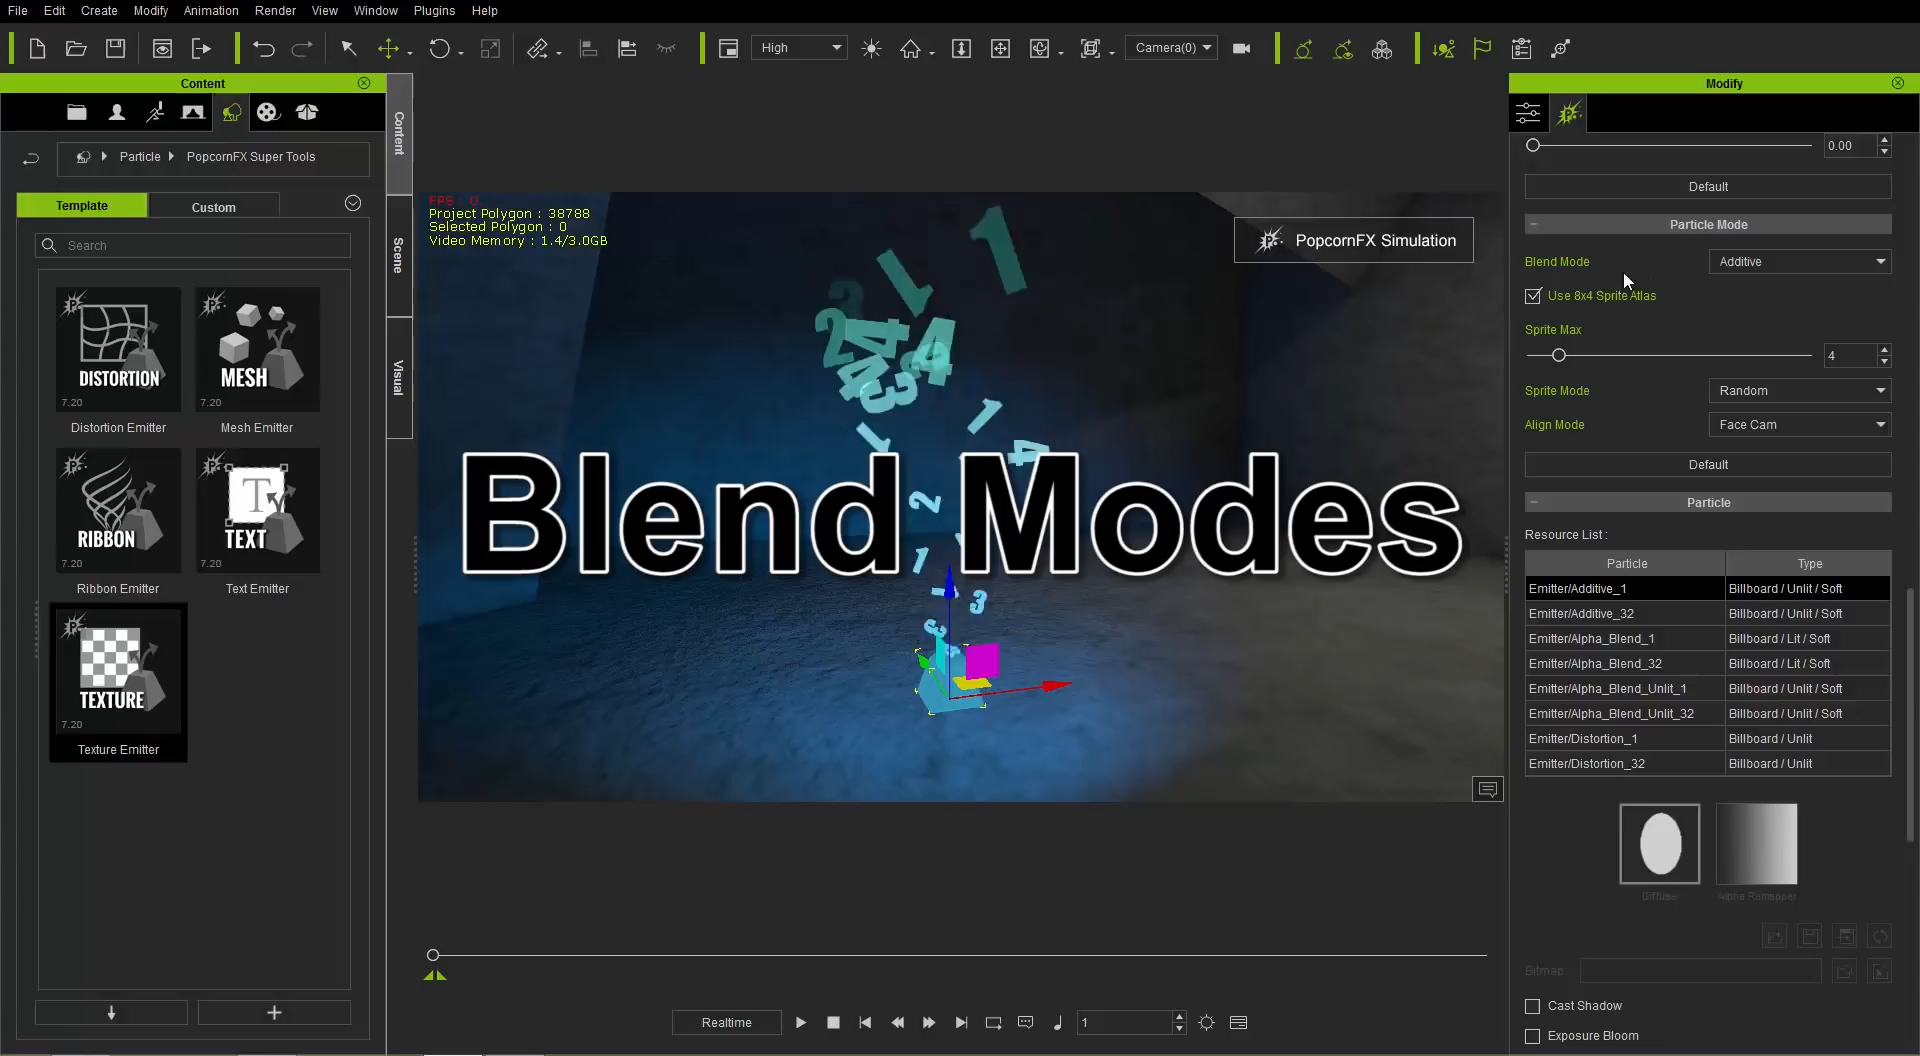 File Edit Create Modify Animation Render View Window Plugins Help
High
Camera(0)
Content
Particle
PopcornFX Super Tools
Template
Custom
Search
DISTORTION
7.20
Distortion Emitter
MESH
7.20
Mesh Emitter
RIBBON
7.20
Ribbon Emitter
TEXT
7.20
Text Emitter
TEXTURE
7.20
Texture Emitter
Content
Scene
Visual
FPS : 0
Project Polygon : 38788
Selected Polygon : 0
Video Memory : 1.4/3.0GB
PopcornFX Simulation
Blend Modes
Realtime
1
Modify
0.00
Default
Particle Mode
Blend Mode
Additive
Use 8x4 Sprite Atlas
Sprite Max
4
Sprite Mode
Random
Align Mode
Face Cam
Default
Particle
Resource List :
Particle Type
Emitter/Additive_1 Billboard / Unlit / Soft
Emitter/Additive_32 Billboard / Unlit / Soft
Emitter/Alpha_Blend_1 Billboard / Lit / Soft
Emitter/Alpha_Blend_32 Billboard / Lit / Soft
Emitter/Alpha_Blend_Unlit_1 Billboard / Unlit / Soft
Emitter/Alpha_Blend_Unlit_32 Billboard / Unlit / Soft
Emitter/Distortion_1 Billboard / Unlit
Emitter/Distortion_32 Billboard / Unlit
Diffuse
Alpha Remapper
Bitmap
Cast Shadow
Exposure Bloom